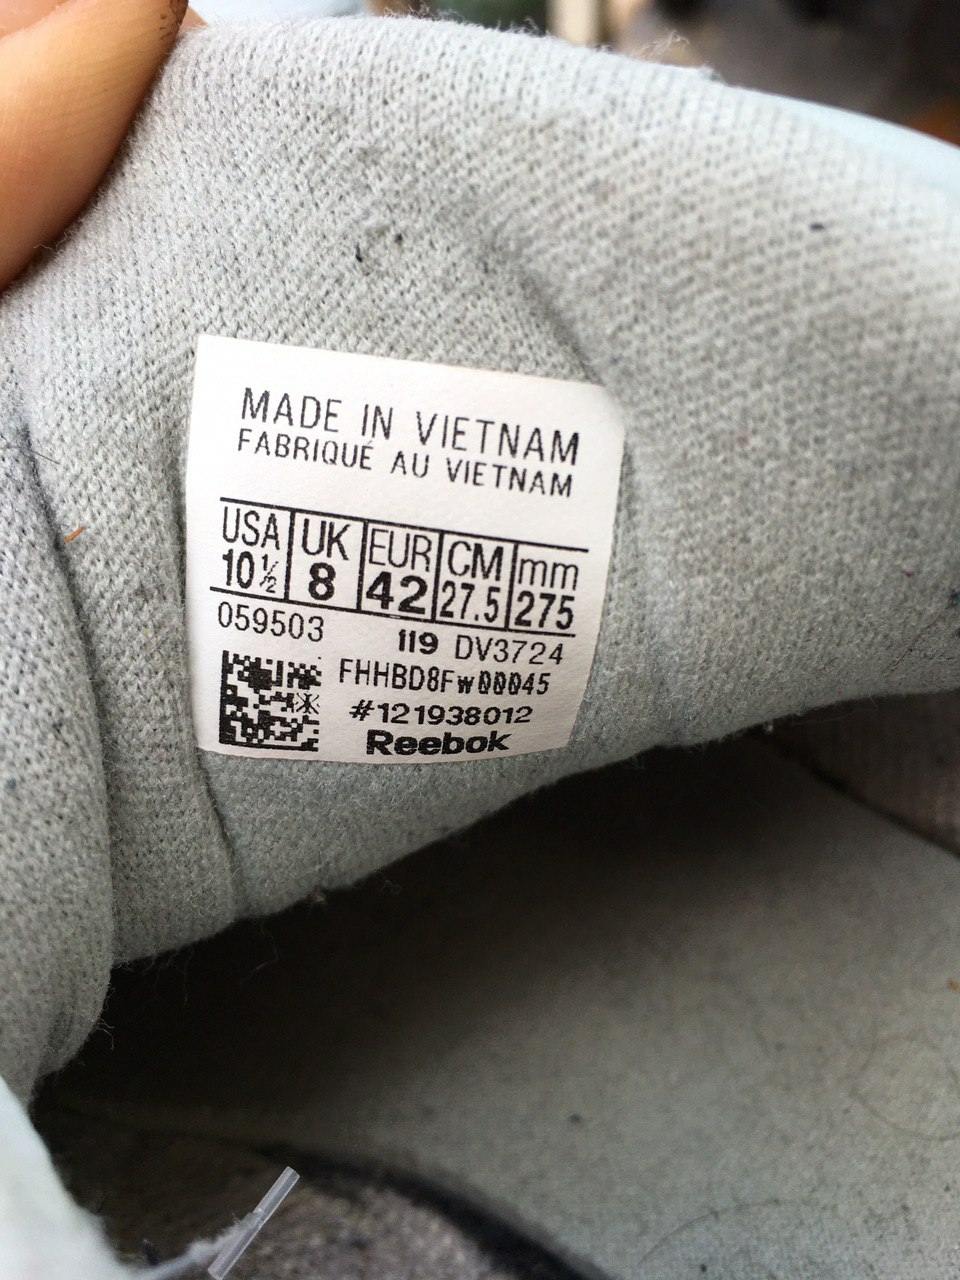 MADE IN VIETNAM
FABRIQUÉ AU VIETNAM
USA UK EUR CM mm
10½ 8 42 27.5 275
059503 119 DV3724
FHHBD8Fw00045
#121938012
Reebok